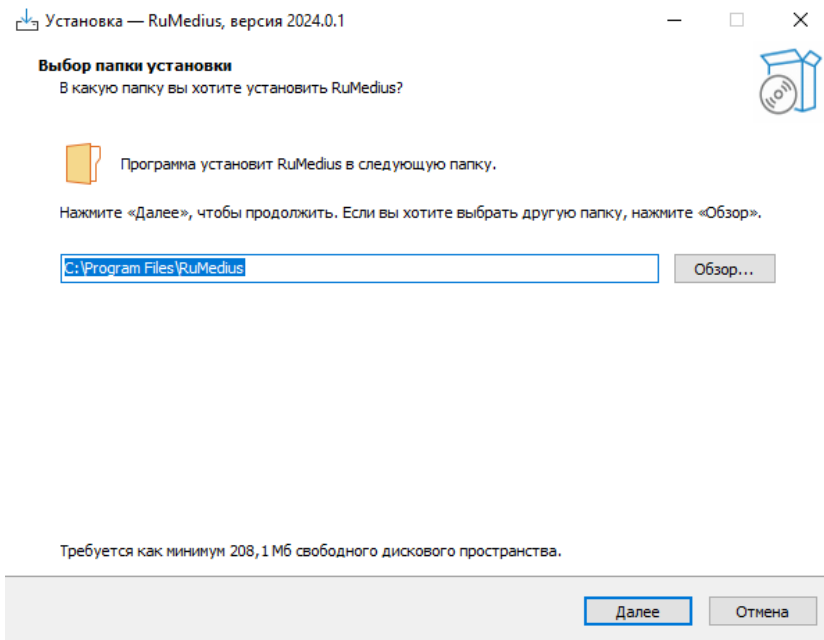 Установка — RuMedius, версия 2024.0.1
Выбор папки установки
В какую папку вы хотите установить RuMedius?
Программа установит RuMedius в следующую папку.
Нажмите «Далее», чтобы продолжить. Если вы хотите выбрать другую папку, нажмите «Обзор».
C:\Program Files\RuMedius
Обзор...
Требуется как минимум 208,1 Мб свободного дискового пространства.
Далее
Отмена